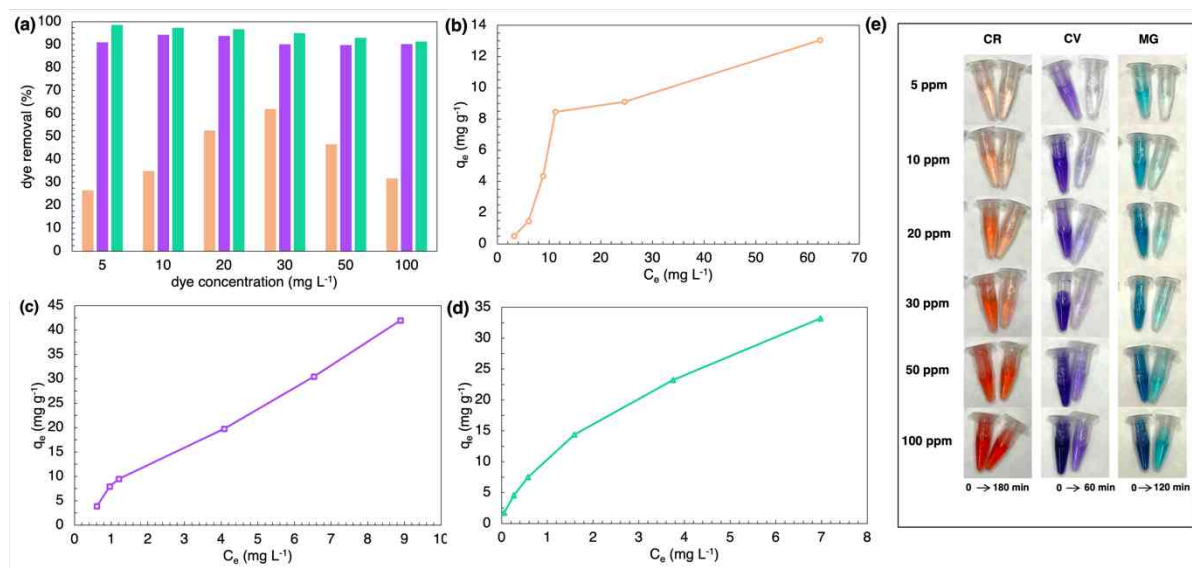 (a)
100
90
80
70
60
50
40
30
20
10
0
dye removal (%)
5 10 20 30 50 100
dye concentration (mg L⁻¹)
(b)
14
12
10
8
6
4
2
0
qₑ (mg g⁻¹)
0 10 20 30 40 50 60 70
Cₑ (mg L⁻¹)
(c)
45
40
35
30
25
20
15
10
5
0
qₑ (mg g⁻¹)
0 1 2 3 4 5 6 7 8 9 10
Cₑ (mg L⁻¹)
(d)
35
30
25
20
15
10
5
0
qₑ (mg g⁻¹)
0 1 2 3 4 5 6 7 8
Cₑ (mg L⁻¹)
(e)
CR CV MG
5 ppm
10 ppm
20 ppm
30 ppm
50 ppm
100 ppm
0 → 180 min 0 → 60 min 0 → 120 min